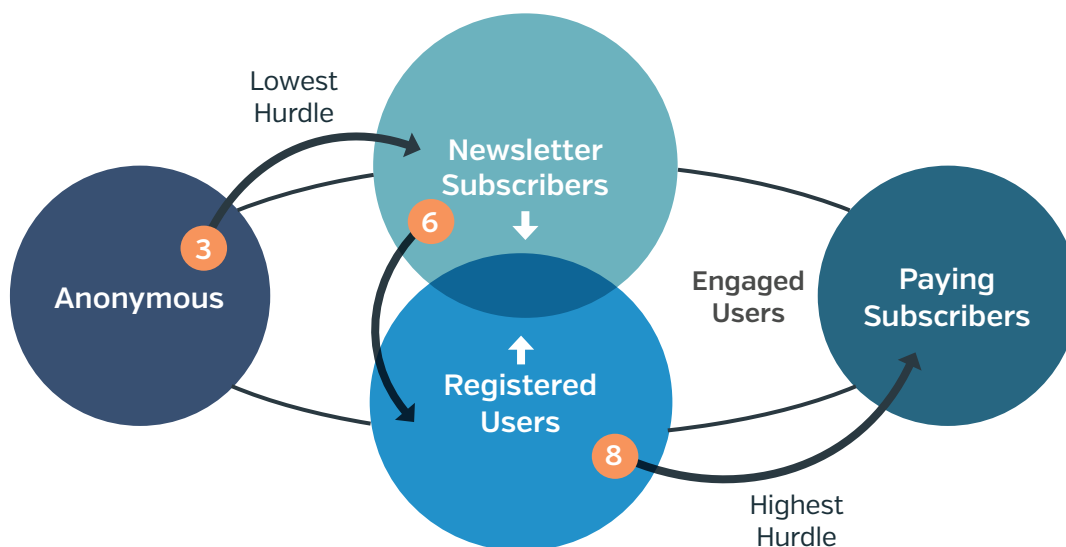 Lowest
Hurdle
Newsletter
Subscribers
3
6
Anonymous
Engaged
Users
Paying
Subscribers
Registered
Users
8
Highest
Hurdle